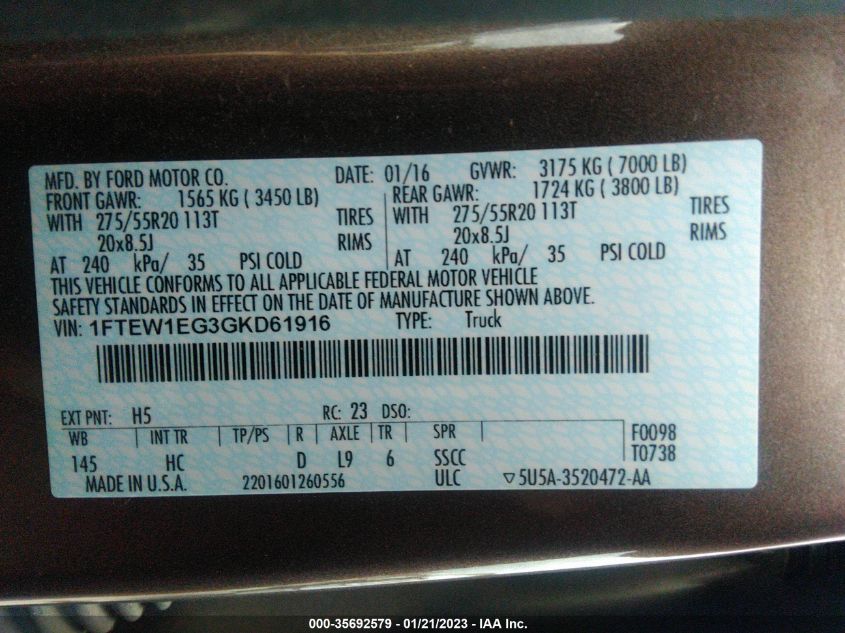 MFD. BY FORD MOTOR CO. DATE: 01/16 GVWR: 3175 KG ( 7000 LB)
FRONT GAWR: 1565 KG ( 3450 LB) REAR GAWR: 1724 KG ( 3800 LB)
WITH 275/55R20 113T TIRES WITH 275/55R20 113T TIRES
20x8.5J RIMS 20x8.5J RIMS
AT 240 kPa/ 35 PSI COLD AT 240 kPa/ 35 PSI COLD
THIS VEHICLE CONFORMS TO ALL APPLICABLE FEDERAL MOTOR VEHICLE
SAFETY STANDARDS IN EFFECT ON THE DATE OF MANUFACTURE SHOWN ABOVE.
VIN: 1FTEW1EG3GKD61916 TYPE: Truck
EXT PNT: H5 RC: 23 DSO:
WB INT TR TP/PS R AXLE TR SPR F0098
145 HC D L9 6 SSCC T0738
MADE IN U.S.A. 2201601260556 ULC ▽5U5A-3520472-AA
000-35692579 - 01/21/2023 - IAA Inc.